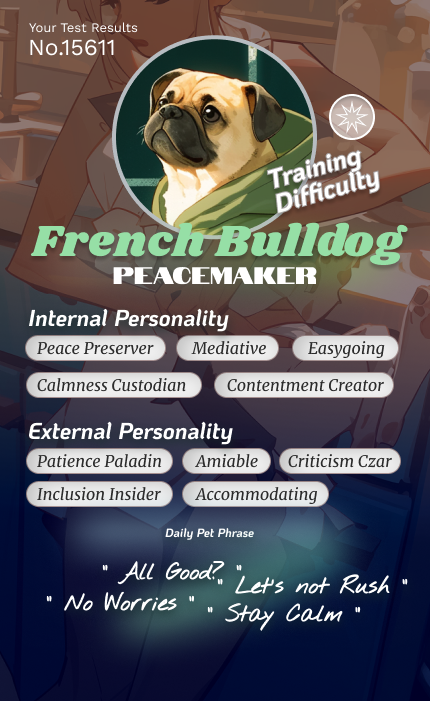 Your Test Results
No.15611
Training
Difficulty
French Bulldog
PEACEMAKER
Internal Personality
Peace Preserver Mediative Easygoing
Calmness Custodian Contentment Creator
External Personality
Patience Paladin Amiable Criticism Czar
Inclusion Insider Accommodating
Daily Pet Phrase
" All Good? "
" Let's not Rush "
" No Worries "
" Stay Calm "